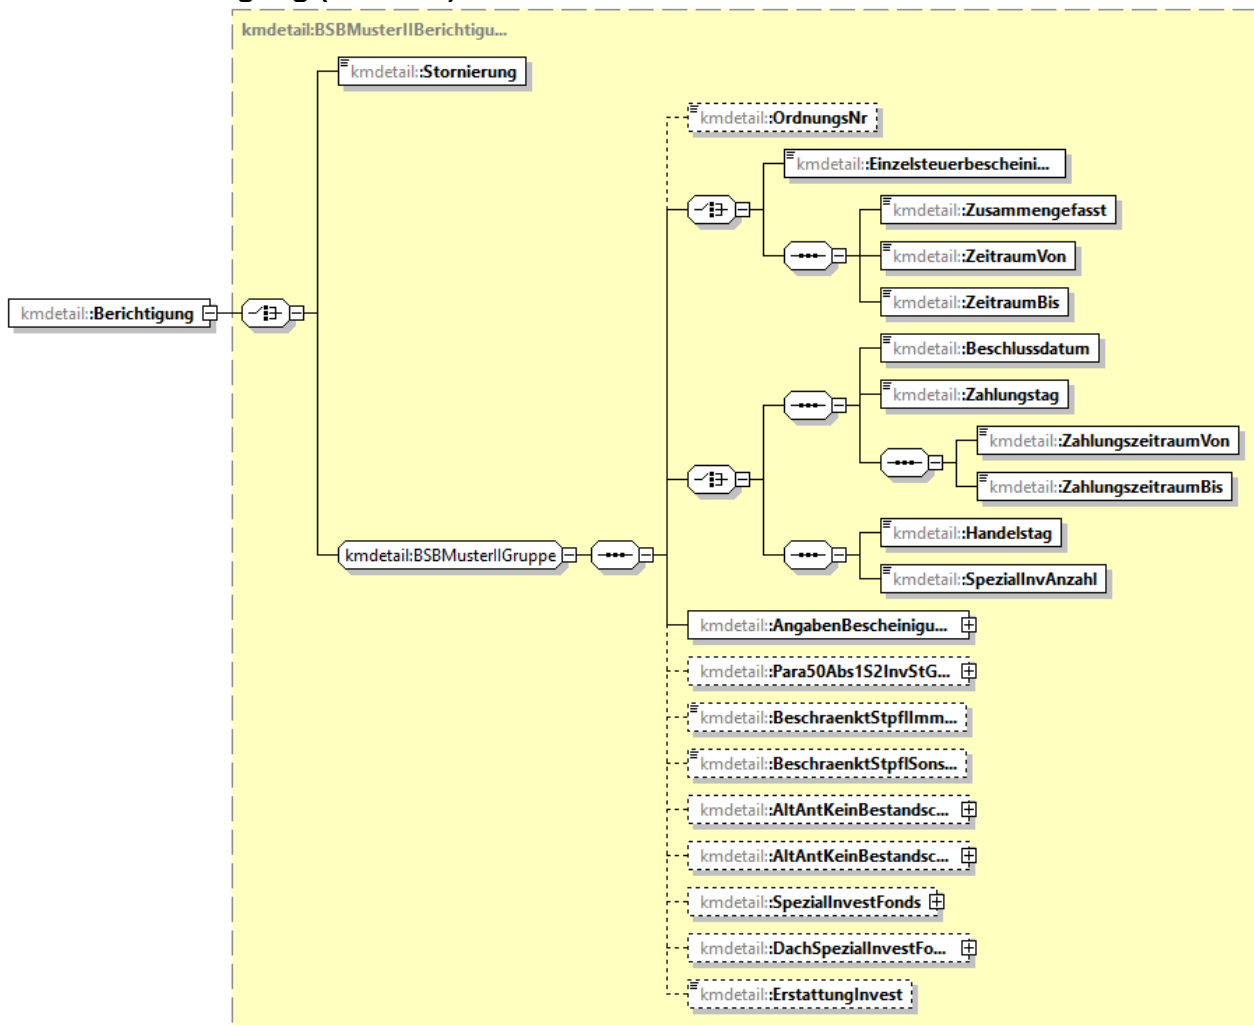 kmdetail:BSBMusterIIBerichtigu...
kmdetail::Stornierung
kmdetail::OrdnungsNr
kmdetail::Einzelsteuerbescheini...
kmdetail::Zusammengefasst
kmdetail::ZeitraumVon
kmdetail::ZeitraumBis
kmdetail::Berichtigung
kmdetail::Beschlussdatum
kmdetail::Zahlungstag
kmdetail::ZahlungszeitraumVon
kmdetail::ZahlungszeitraumBis
kmdetail::Handelstag
kmdetail:BSBMusterIIGruppe
kmdetail::SpezialInvAnzahl
kmdetail::AngabenBescheinigu...
kmdetail::Para50Abs1S2InvStG...
kmdetail::BeschraenktStpflImm...
kmdetail::BeschraenktStpflSons...
kmdetail::AltAntKeinBestandsc...
kmdetail::AltAntKeinBestandsc...
kmdetail::SpezialInvestFonds
kmdetail::DachSpezialInvestFo...
kmdetail::ErstattungInvest